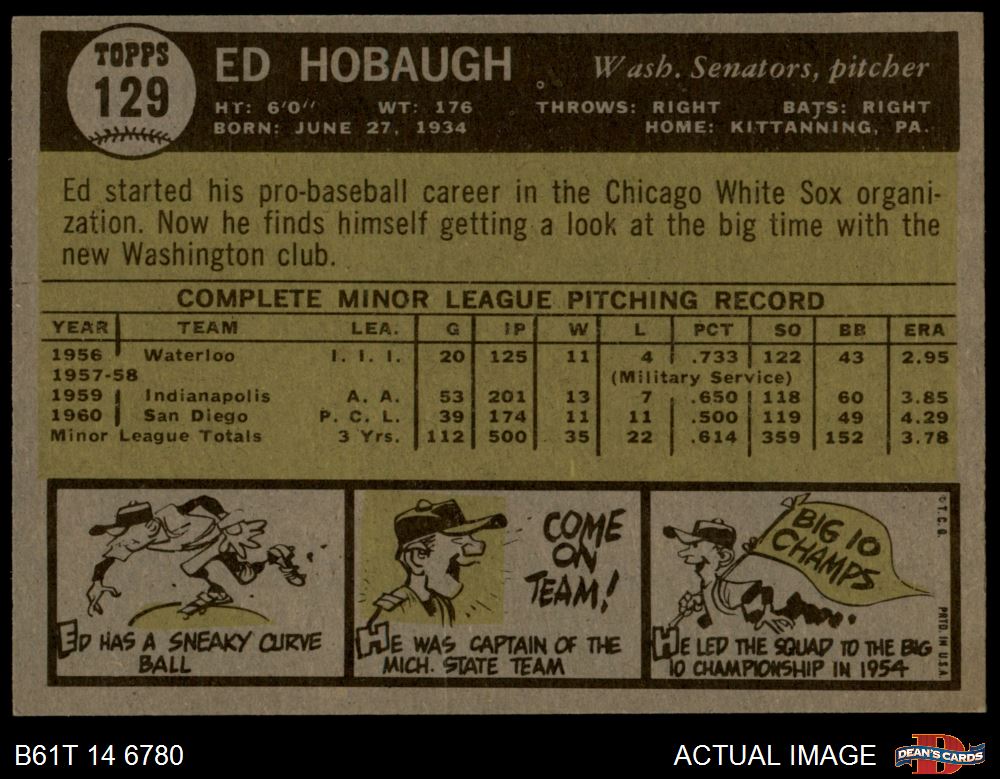 TOPPS
129
ED HOBAUGH
Wash. Senators, pitcher
HT: 6'0" WT: 176 THROWS: RIGHT BATS: RIGHT
BORN: JUNE 27, 1934 HOME: KITTANNING, PA.
Ed started his pro-baseball career in the Chicago White Sox organi-
zation. Now he finds himself getting a look at the big time with the
new Washington club.
COMPLETE MINOR LEAGUE PITCHING RECORD
YEAR TEAM LEA. G IP W L PCT SO BB ERA
1956 Waterloo I. I. I. 20 125 11 4 .733 122 43 2.95
1957-58 (Military Service)
1959 Indianapolis A. A. 53 201 13 7 .650 118 60 3.85
1960 San Diego P. C. L. 39 174 11 11 .500 119 49 4.29
Minor League Totals 3 Yrs. 112 500 35 22 .614 359 152 3.78
ED HAS A SNEAKY CURVE
BALL
COME
ON
TEAM!
HE WAS CAPTAIN OF THE
MICH. STATE TEAM
BIG 10
CHAMPS
HE LED THE SQUAD TO THE BIG
10 CHAMPIONSHIP IN 1954
© T. C. G.
PRTD IN U.S.A.
B61T 14 6780
ACTUAL IMAGE
D
DEAN'S CARDS